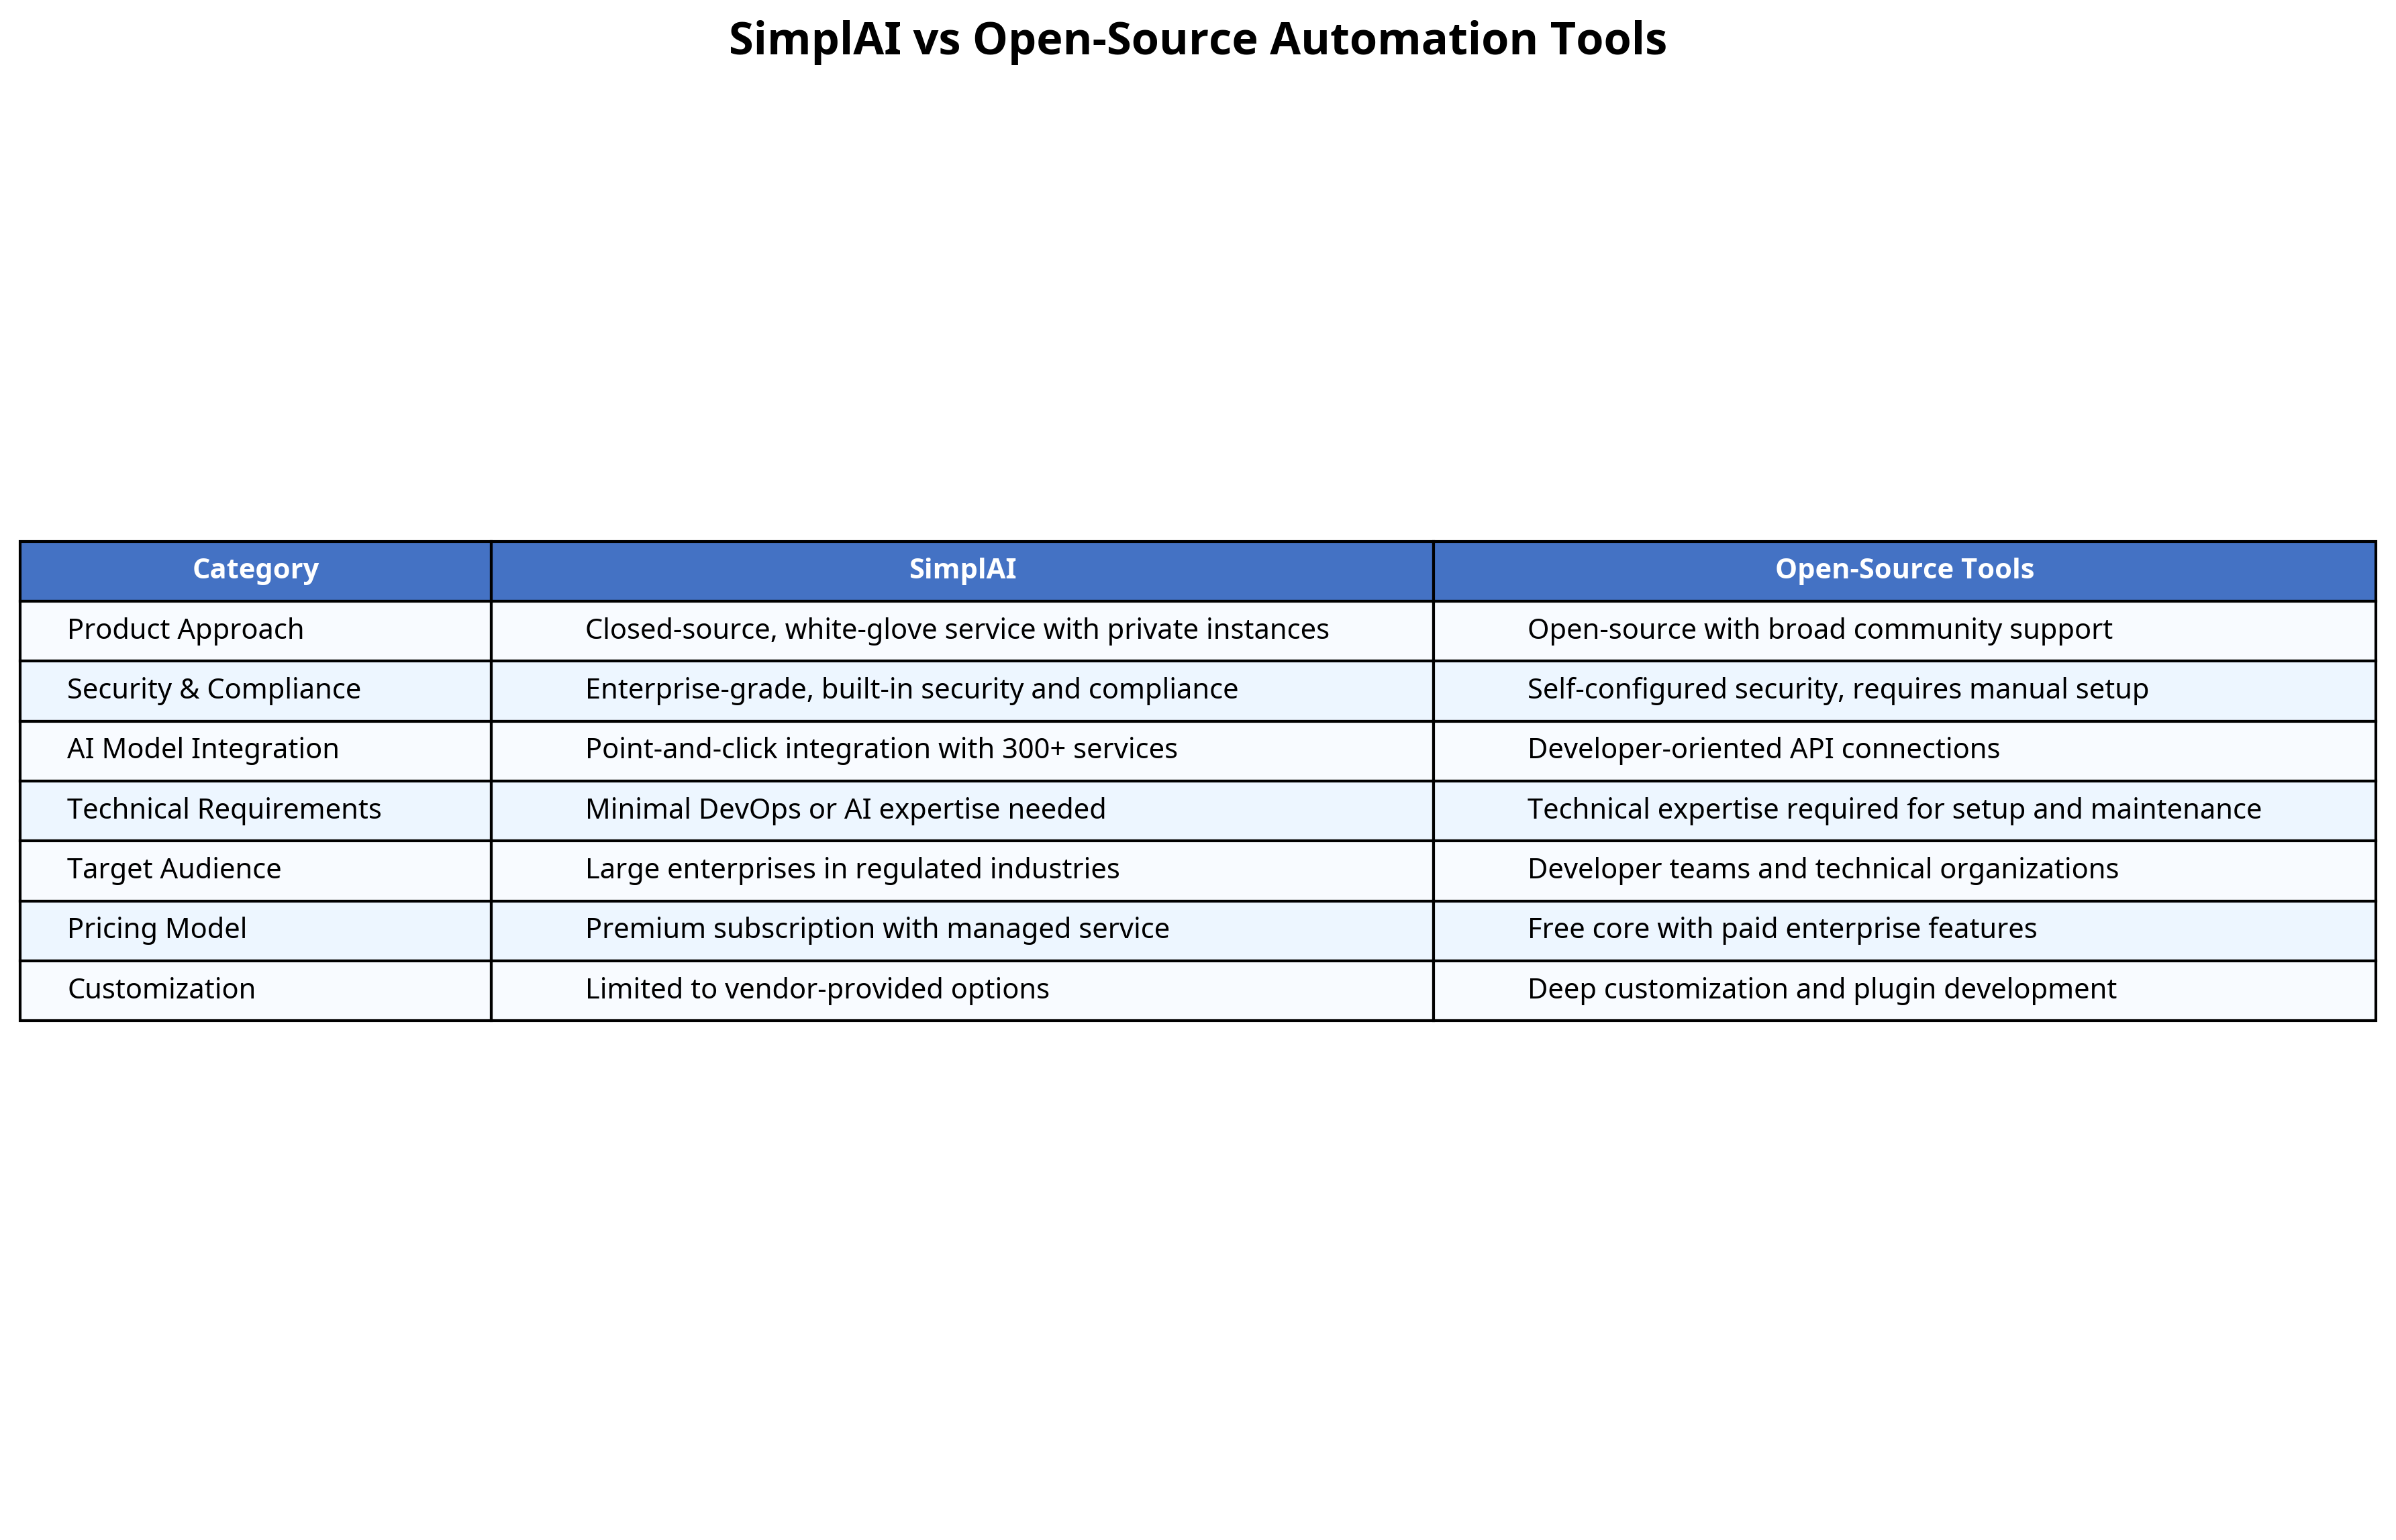 SimplAI vs Open-Source Automation Tools
Category SimplAI Open-Source Tools
Product Approach Closed-source, white-glove service with private instances Open-source with broad community support
Security & Compliance Enterprise-grade, built-in security and compliance Self-configured security, requires manual setup
AI Model Integration Point-and-click integration with 300+ services Developer-oriented API connections
Technical Requirements Minimal DevOps or AI expertise needed Technical expertise required for setup and maintenance
Target Audience Large enterprises in regulated industries Developer teams and technical organizations
Pricing Model Premium subscription with managed service Free core with paid enterprise features
Customization Limited to vendor-provided options Deep customization and plugin development